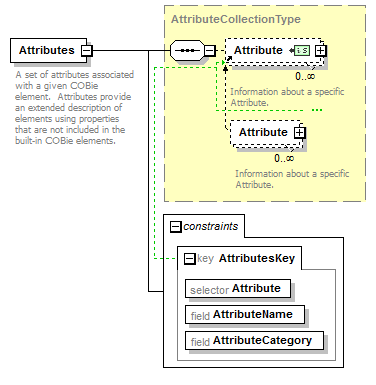 AttributeCollectionType
Attributes
A set of attributes associated
with a given COBie
element.  Attributes provide
an extended description of
elements using properties
that are not included in the
built-in COBie elements.
Attribute
is
0..∞
Information about a specific
Attribute.
Attribute
0..∞
Information about a specific
Attribute.
constraints
key AttributesKey
selector Attribute
field AttributeName
field AttributeCategory